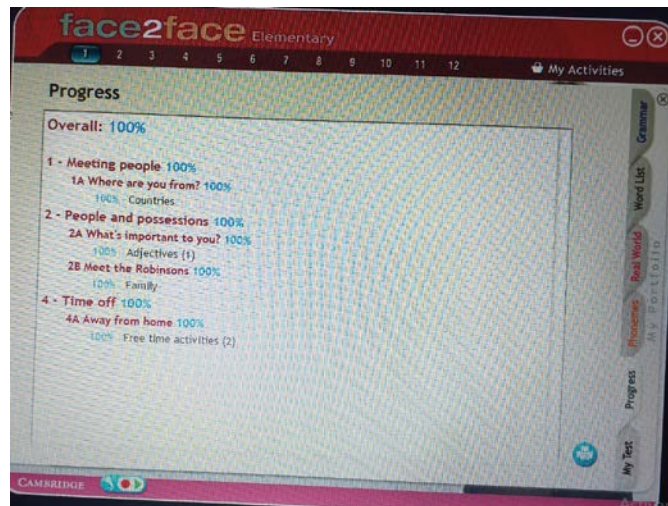 face2face Elementary
1 2 3 4 5 6 7 8 9 10 11 12
My Activities
Progress
Overall: 100%
1 - Meeting people 100%
1A Where are you from? 100%
100% Countries
2 - People and possessions 100%
2A What's important to you? 100%
100% Adjectives (1)
2B Meet the Robinsons 100%
100% Family
4 - Time off 100%
4A Away from home 100%
100% Free time activities (2)
Grammar
Word List
Real World
Phonemes
Progress
My Test
My Portfolio
CAMBRIDGE